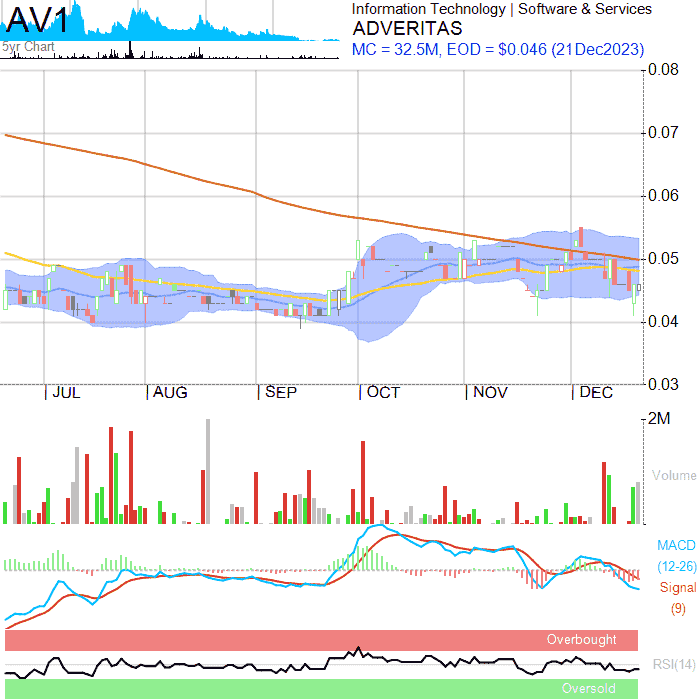 AV1
5yr Chart
Information Technology | Software & Services
ADVERITAS
MC = 32.5M, EOD = $0.046 (21Dec2023)
0.08
0.07
0.06
0.05
0.04
0.03
JUL
AUG
SEP
OCT
NOV
DEC
2M
Volume
MACD
(12-26)
Signal
(9)
Overbought
RSI(14)
Oversold